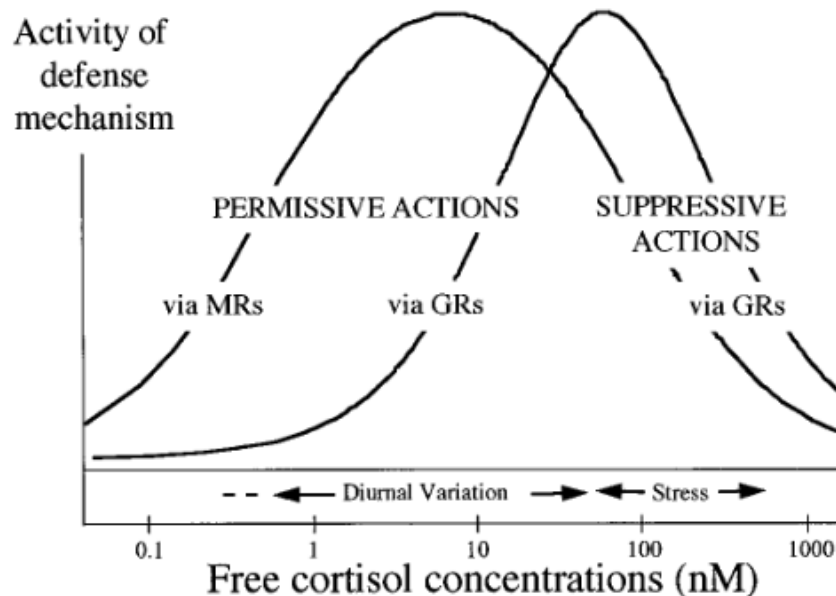 Activity of
defense
mechanism
PERMISSIVE ACTIONS
SUPPRESSIVE
ACTIONS
via MRs
via GRs
via GRs
Diurnal Variation
Stress
0.1
1
10
100
1000
Free cortisol concentrations (nM)